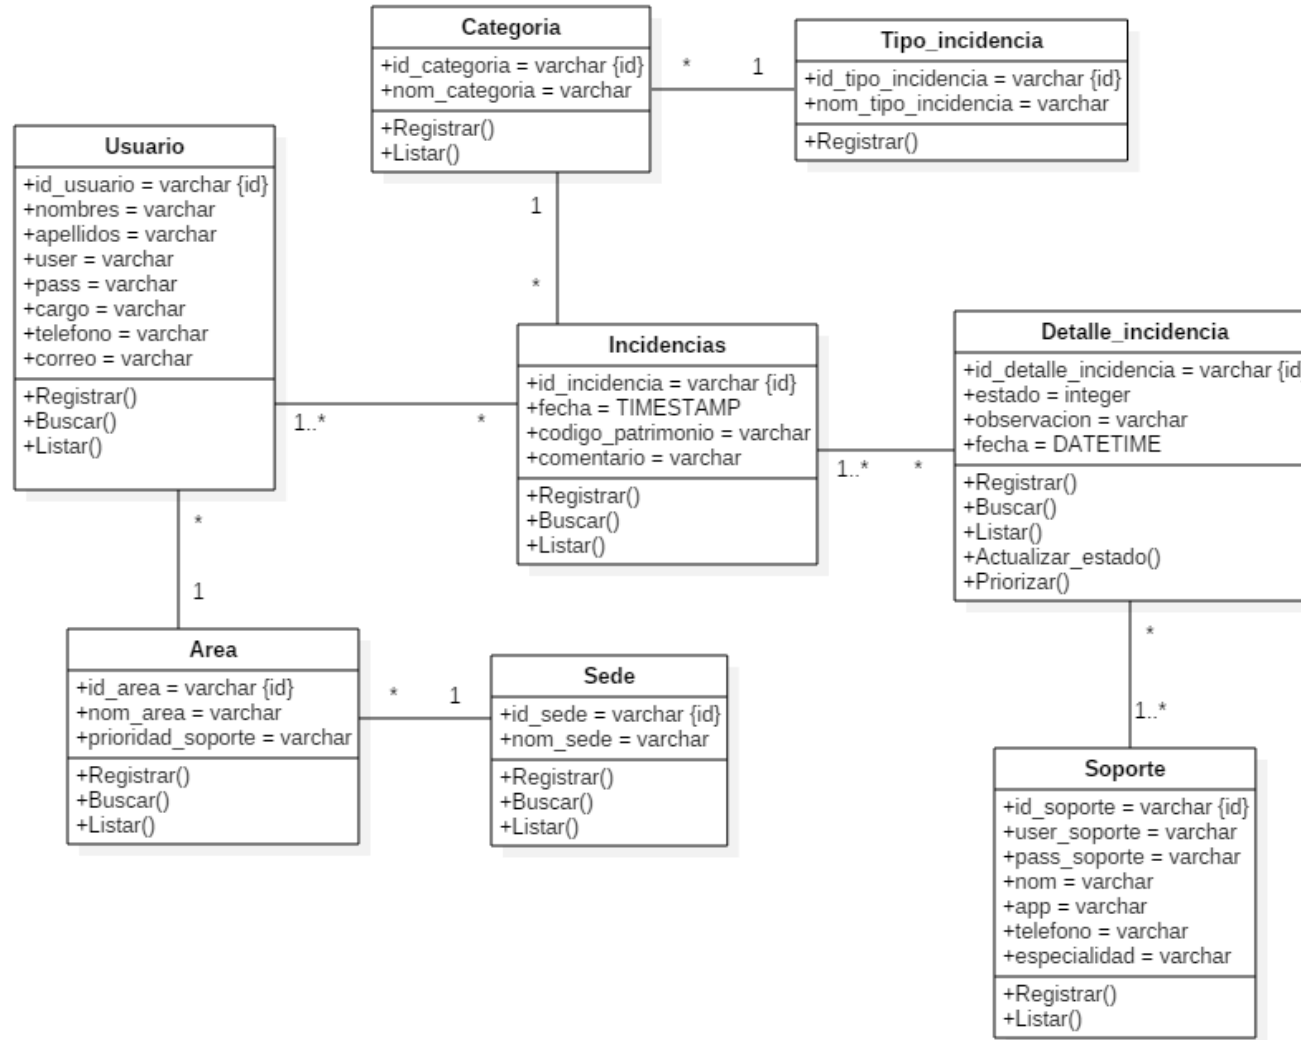 Categoria
+id_categoria = varchar {id}
+nom_categoria = varchar
+Registrar()
+Listar()
*
1
Tipo_incidencia
+id_tipo_incidencia = varchar {id}
+nom_tipo_incidencia = varchar
+Registrar()
Usuario
+id_usuario = varchar {id}
+nombres = varchar
+apellidos = varchar
+user = varchar
+pass = varchar
+cargo = varchar
+telefono = varchar
+correo = varchar
+Registrar()
+Buscar()
+Listar()
1
*
1..*
*
Incidencias
+id_incidencia = varchar {id}
+fecha = TIMESTAMP
+codigo_patrimonio = varchar
+comentario = varchar
+Registrar()
+Buscar()
+Listar()
1..*
*
Detalle_incidencia
+id_detalle_incidencia = varchar {id
+estado = integer
+observacion = varchar
+fecha = DATETIME
+Registrar()
+Buscar()
+Listar()
+Actualizar_estado()
+Priorizar()
*
1
Area
+id_area = varchar {id}
+nom_area = varchar
+prioridad_soporte = varchar
+Registrar()
+Buscar()
+Listar()
*
1
Sede
+id_sede = varchar {id}
+nom_sede = varchar
+Registrar()
+Buscar()
+Listar()
*
1..*
Soporte
+id_soporte = varchar {id}
+user_soporte = varchar
+pass_soporte = varchar
+nom = varchar
+app = varchar
+telefono = varchar
+especialidad = varchar
+Registrar()
+Listar()